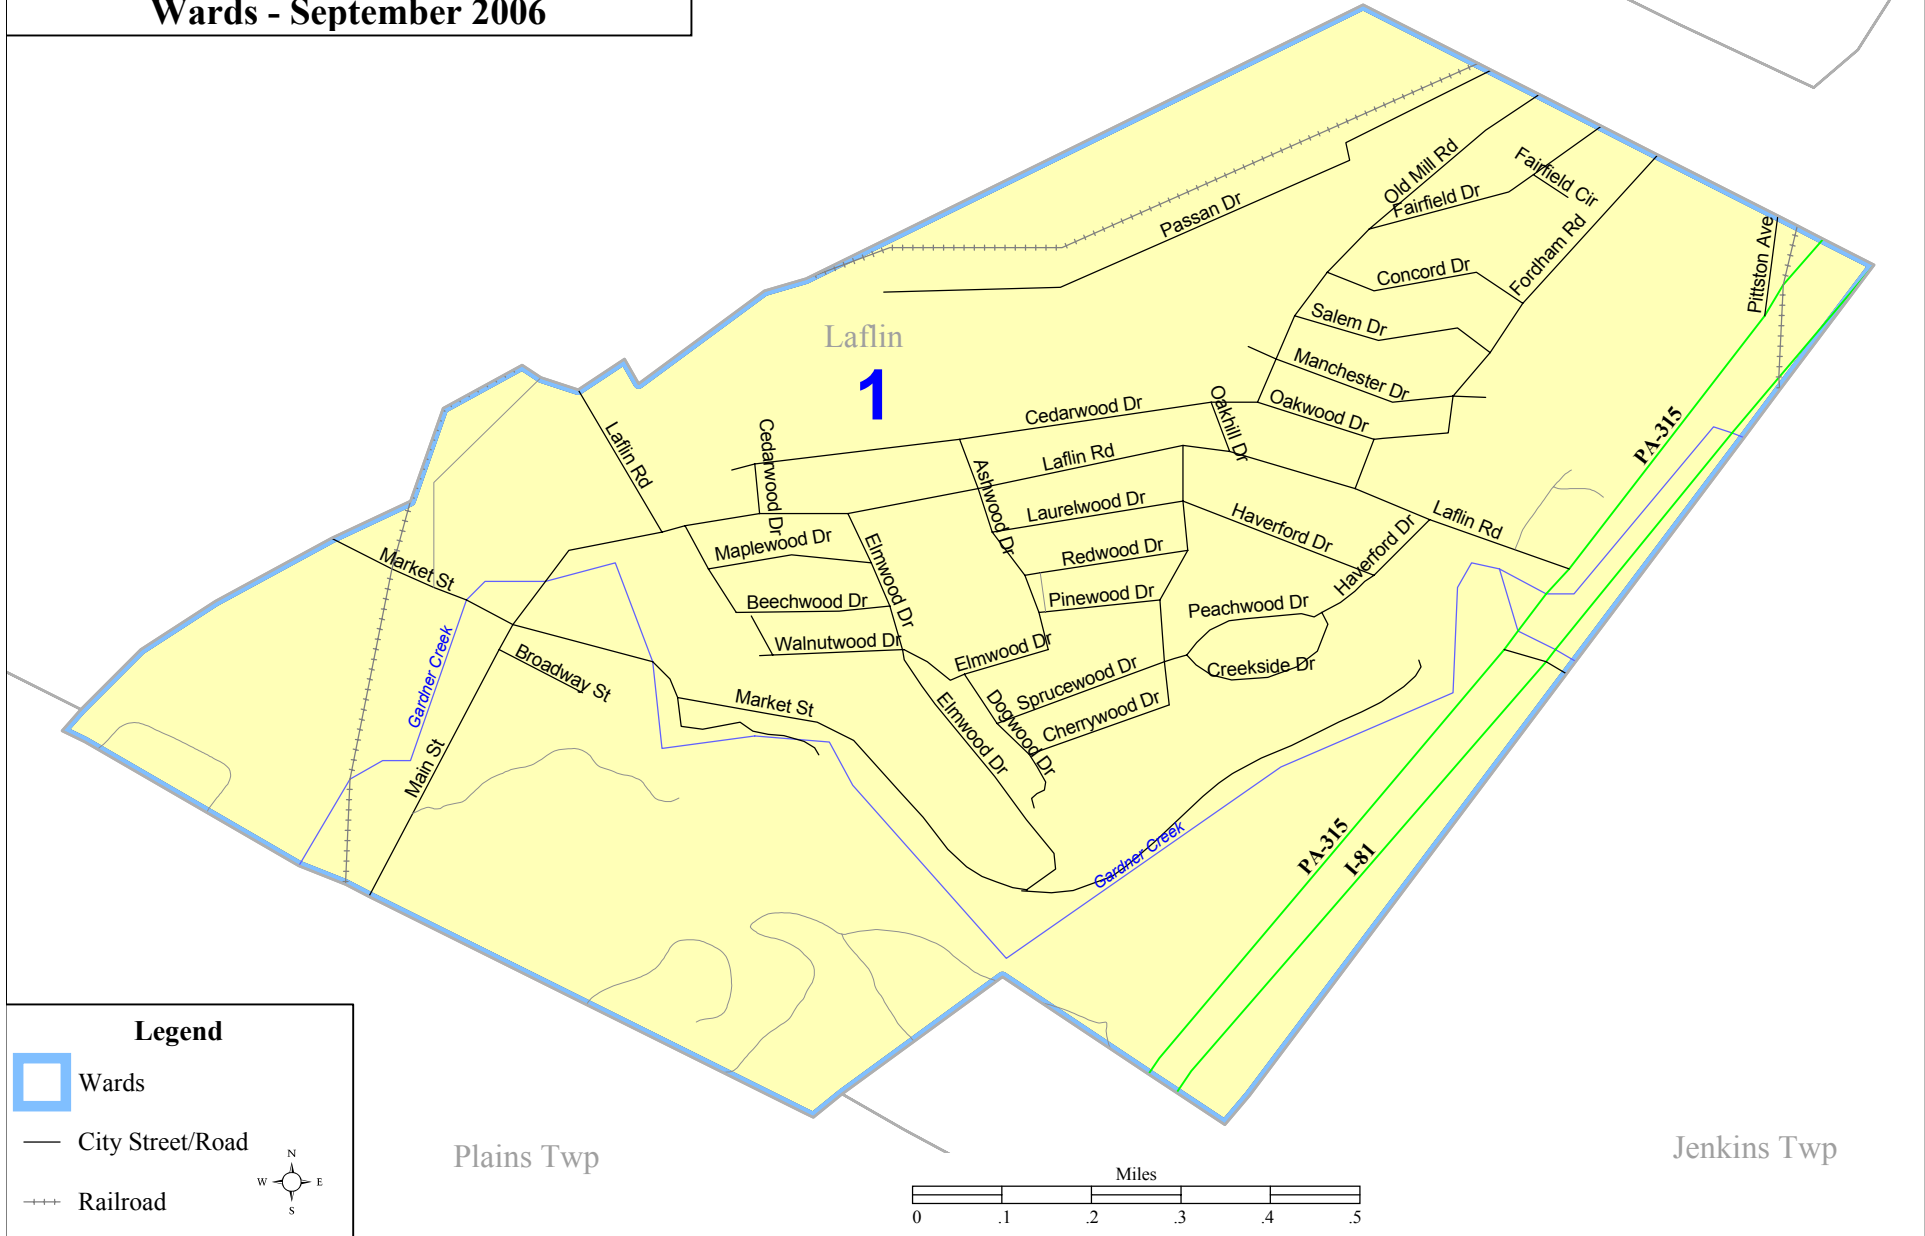 Wards - September 2006
Old Mill Rd
Fairfield Cir
Fairfield Dr
Passan Dr
Fordham Rd
Pittston Ave
Concord Dr
Salem Dr
Laflin
1
Manchester Dr
Oakwood Dr
Oakhill Dr
Cedarwood Dr
PA-315
Laflin Rd
Cedarwood Dr
Laflin Rd
Ashwood Dr
Laurelwood Dr
Haverford Dr
Laflin Rd
Haverford Dr
Maplewood Dr
Elmwood Dr
Redwood Dr
Market St
Beechwood Dr
Pinewood Dr
Peachwood Dr
Walnutwood Dr
Elmwood Dr
Creekside Dr
Gardner Creek
Broadway St
Sprucewood Dr
Market St
Elmwood Dr
Dogwood Dr
Cherrywood Dr
Main St
Gardner Creek
PA-315
I-81
Legend
Wards
City Street/Road
Railroad
N
W E
S
Plains Twp
Jenkins Twp
Miles
0 .1 .2 .3 .4 .5